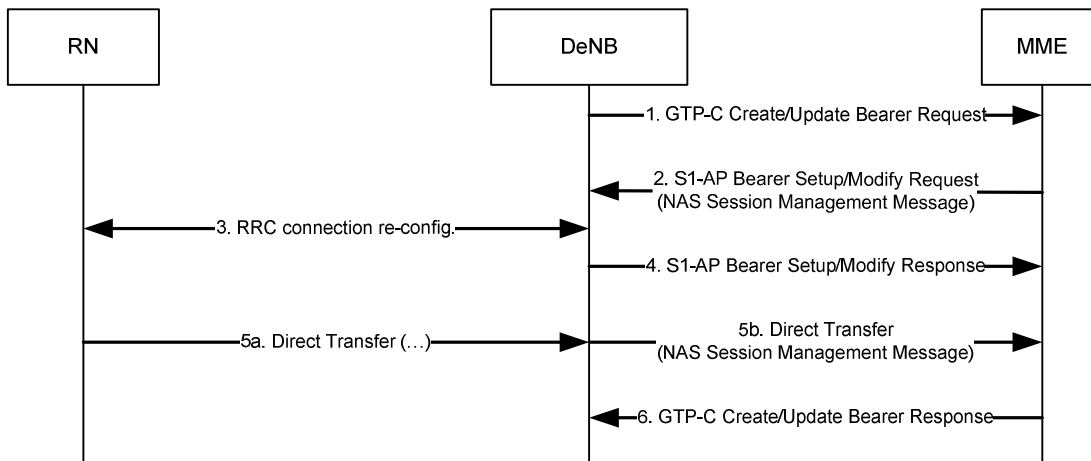 RN
DeNB
MME
1. GTP-C Create/Update Bearer Request
2. S1-AP Bearer Setup/Modify Request
(NAS Session Management Message)
3. RRC connection re-config.
4. S1-AP Bearer Setup/Modify Response
5a. Direct Transfer (…)
5b. Direct Transfer
(NAS Session Management Message)
6. GTP-C Create/Update Bearer Response